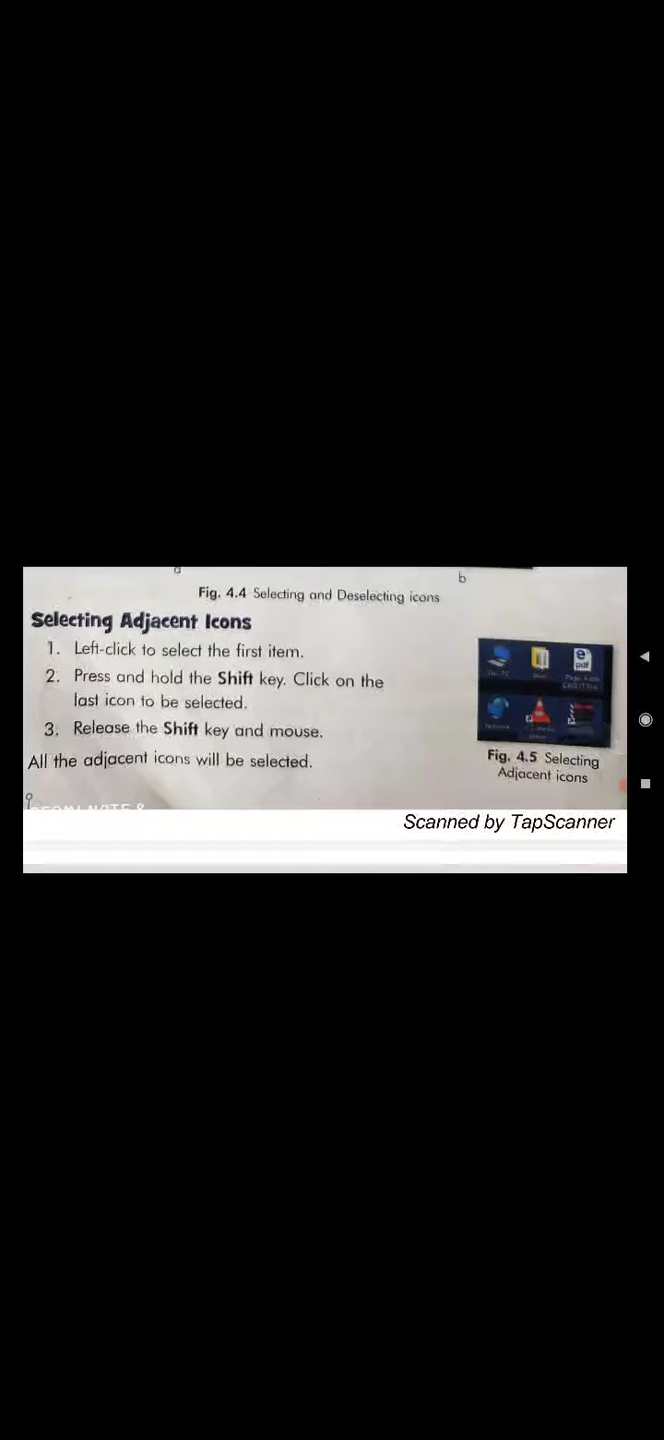 a
b
Fig. 4.4 Selecting and Deselecting icons
Selecting Adjacent Icons
1. Left-click to select the first item.
2. Press and hold the Shift key. Click on the
last icon to be selected.
3. Release the Shift key and mouse.
All the adjacent icons will be selected.
e
pdf
Network
Fig. 4.5 Selecting
Adjacent icons
Scanned by TapScanner